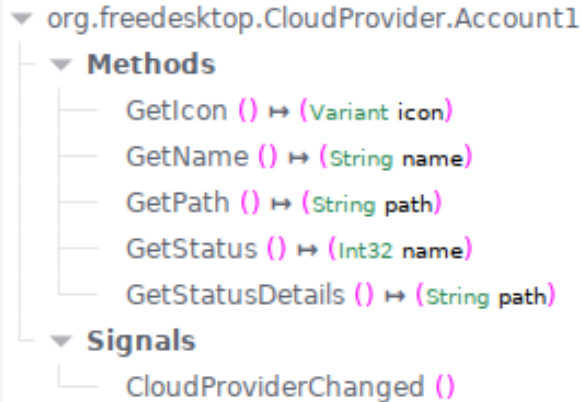 org.freedesktop.CloudProvider.Account1
Methods
GetIcon () ↦ (Variant icon)
GetName () ↦ (String name)
GetPath () ↦ (String path)
GetStatus () ↦ (Int32 name)
GetStatusDetails () ↦ (String path)
Signals
CloudProviderChanged ()